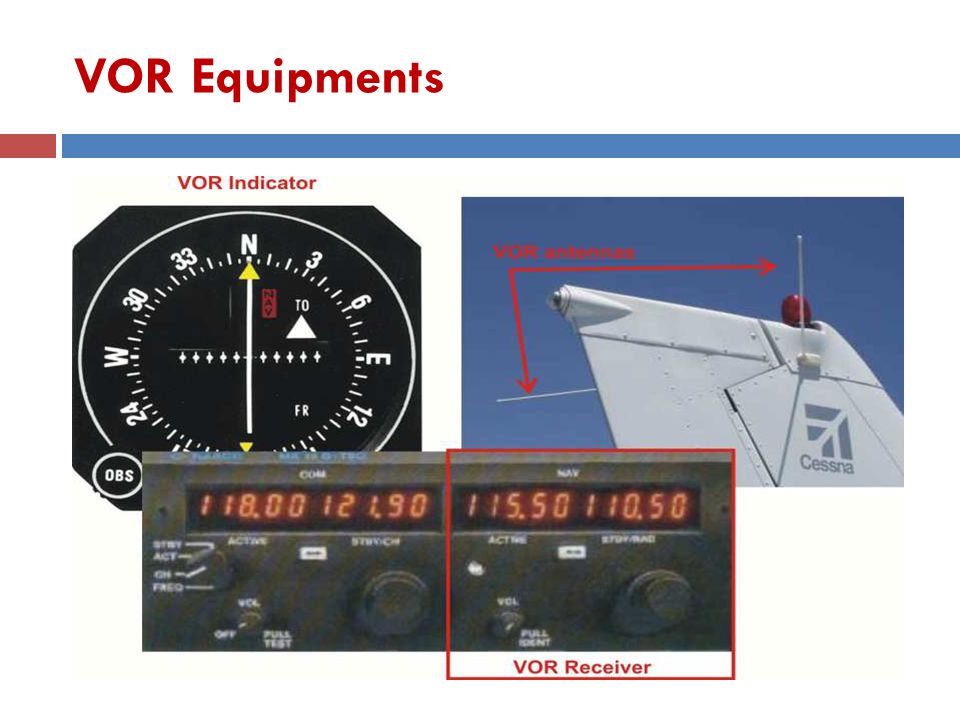 VOR Equipments
VOR Indicator
N
33
3
30
6
NAV
TO
W
E
24
FR
12
OBS
VOR antennas
Cessna
COM
NAV
118.00 121.90
115.50 110.50
ACTIVE
STBY/CH
ACTIVE
STBY/RAD
STBY
ACT
CH
FREQ
VOL
OFF
PULL
TEST
VOL
PULL
IDENT
VOR Receiver